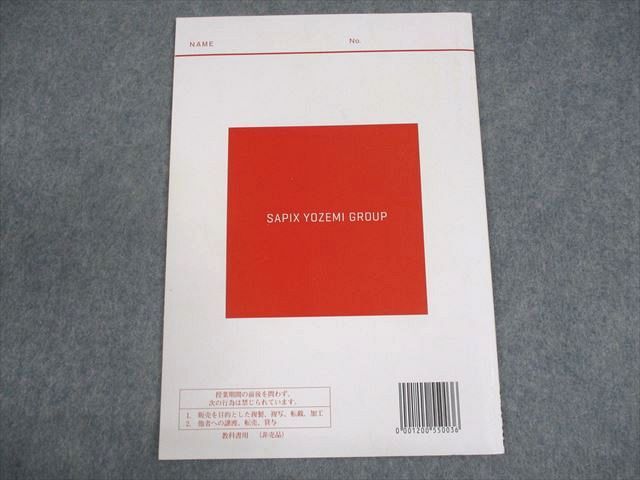 NAME No.
SAPIX YOZEMI GROUP
授業期間の前後を問わず、
次の行為は禁じられています。
1. 販売を目的とした複製、複写、転載、加工
2. 他者への譲渡、転売、貸与
教科書用 （非売品）
0 001200 550036